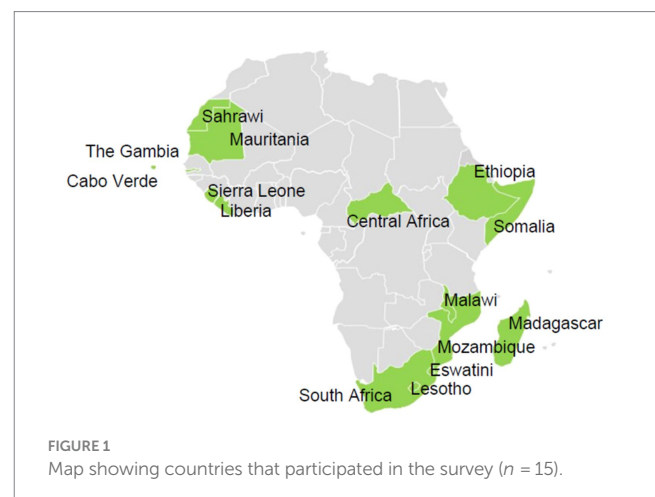 Sahrawi
Mauritania
The Gambia
Cabo Verde
Sierra Leone
Liberia
Ethiopia
Central Africa
Somalia
Malawi
Madagascar
Mozambique
Eswatini
South Africa
Lesotho
FIGURE 1
Map showing countries that participated in the survey (n = 15).